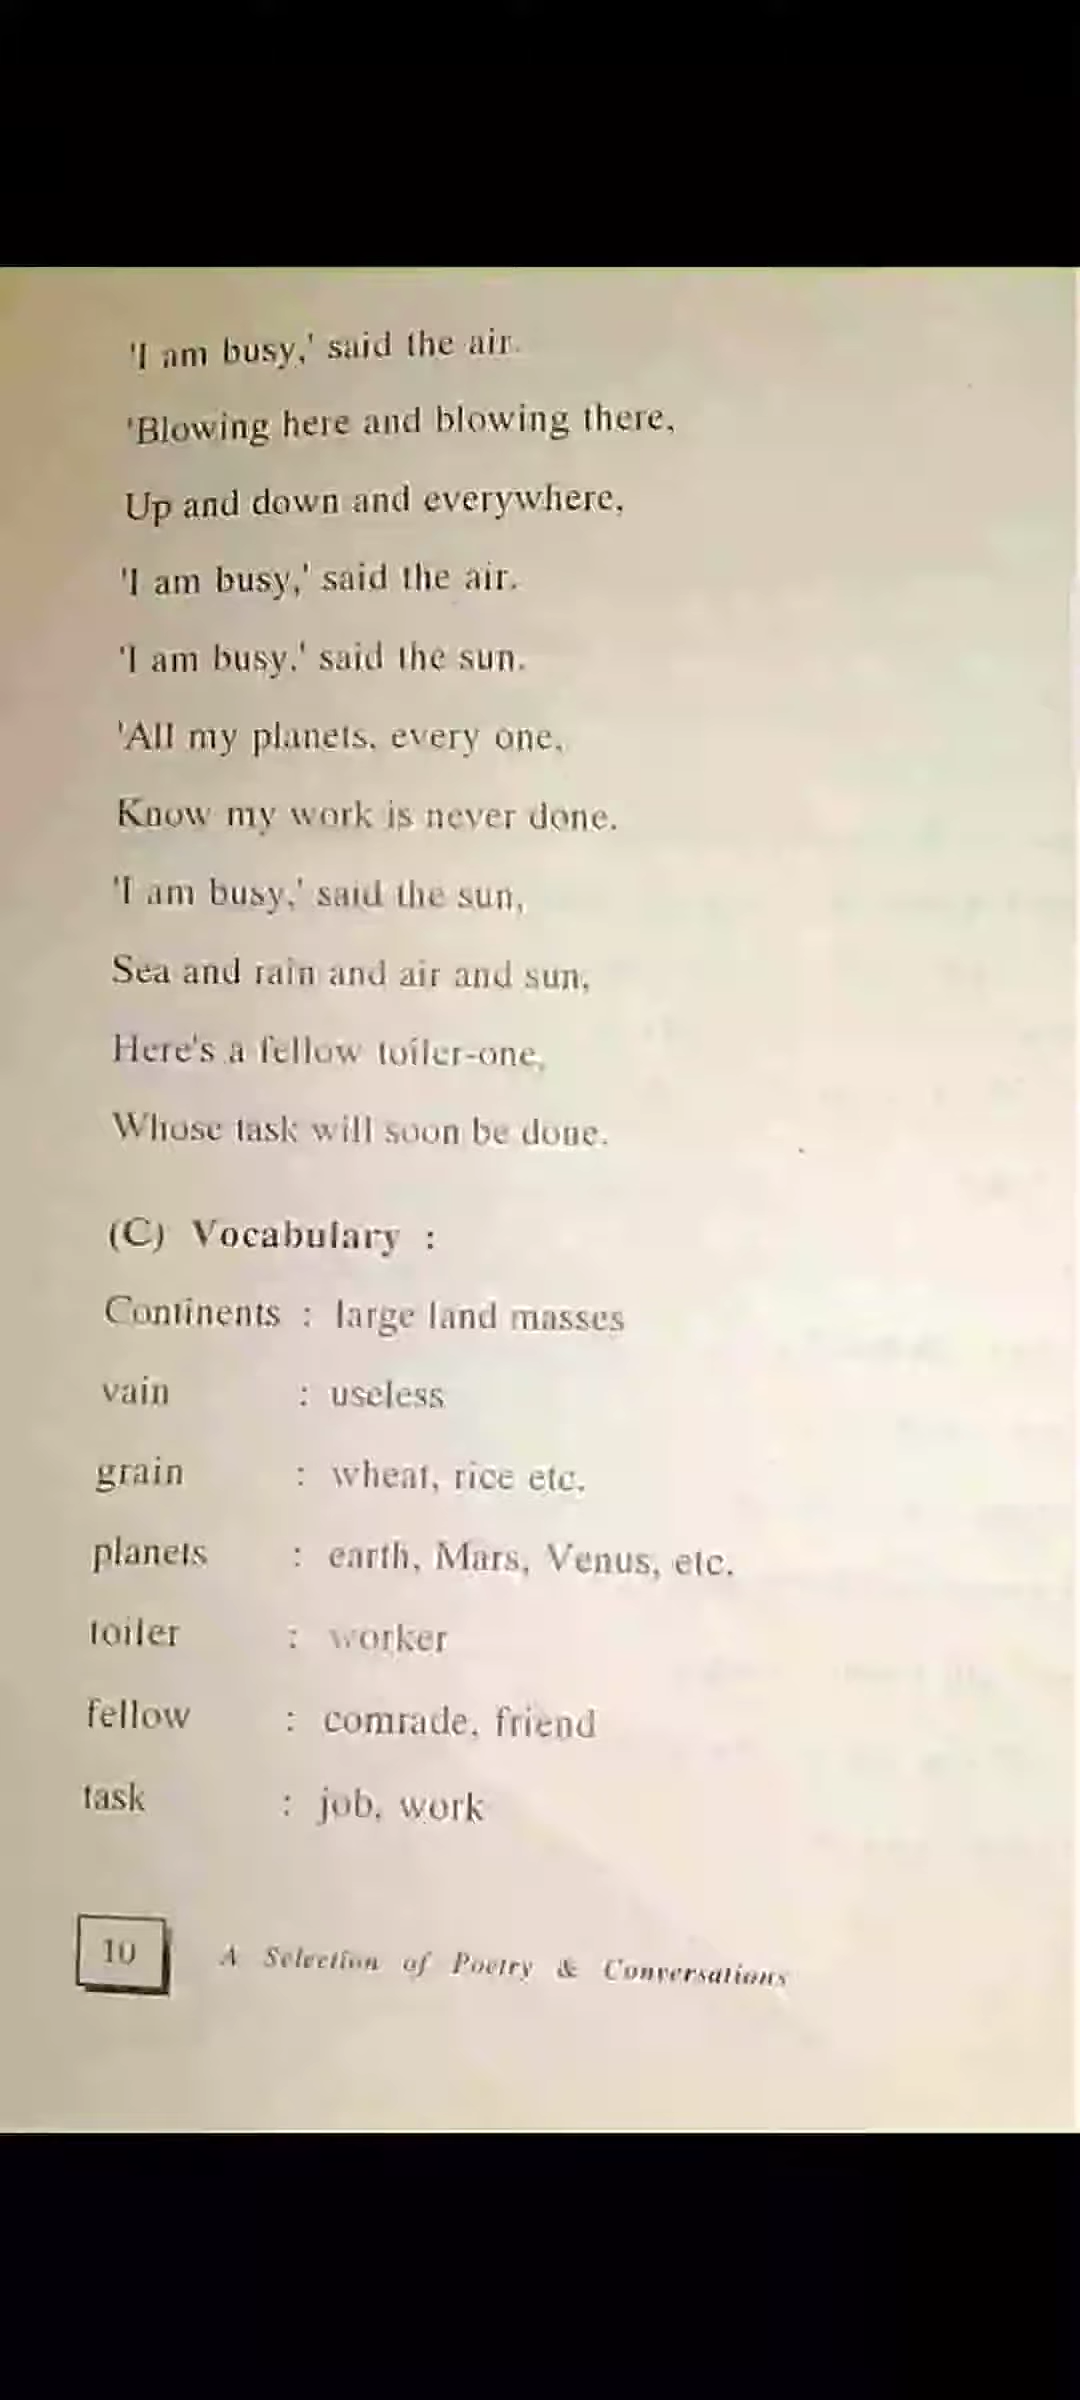 'I am busy,' said the air.
'Blowing here and blowing there,
Up and down and everywhere,
'I am busy,' said the air.
'I am busy,' said the sun.
'All my planets, every one,
Know my work is never done.
'I am busy,' said the sun,
Sea and rain and air and sun,
Here's a fellow toiler-one,
Whose task will soon be done.
(C) Vocabulary :
Continents : large land masses
vain : useless
grain : wheat, rice etc.
planets : earth, Mars, Venus, etc.
toiler : worker
fellow : comrade, friend
task : job, work
10 A Selection of Poetry & Conversations